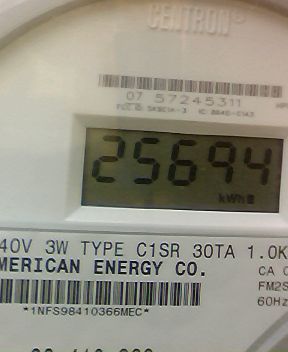 CENTRON®
07 57245311
25694
kWh
40V 3W TYPE C1SR 30TA 1.0K
MERICAN ENERGY CO.
CA
FM2S
60Hz
*1NFS98410366MEC*